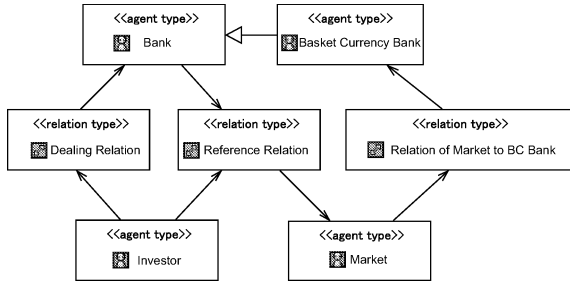 <<agent type>>
Bank
<<agent type>>
Basket Currency Bank
<<relation type>>
Dealing Relation
<<relation type>>
Reference Relation
<<relation type>>
Relation of Market to BC Bank
<<agent type>>
Investor
<<agent type>>
Market